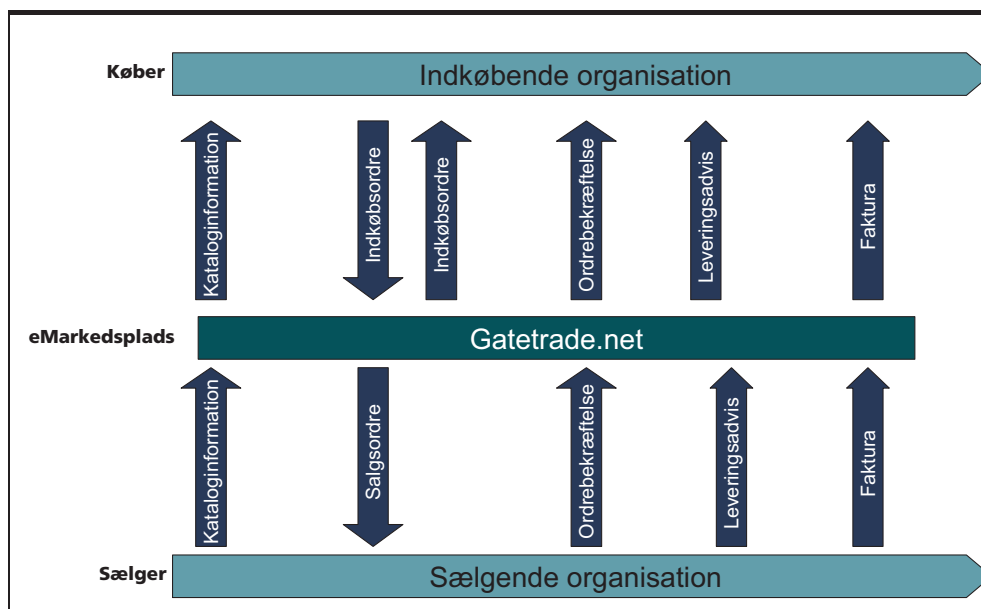 Køber
Indkøbende organisation
Kataloginformation
Indkøbsordre
Indkøbsordre
Ordrebekræftelse
Leveringsadvis
Faktura
eMarkedsplads
Gatetrade.net
Kataloginformation
Salgsordre
Ordrebekræftelse
Leveringsadvis
Faktura
Sælger
Sælgende organisation